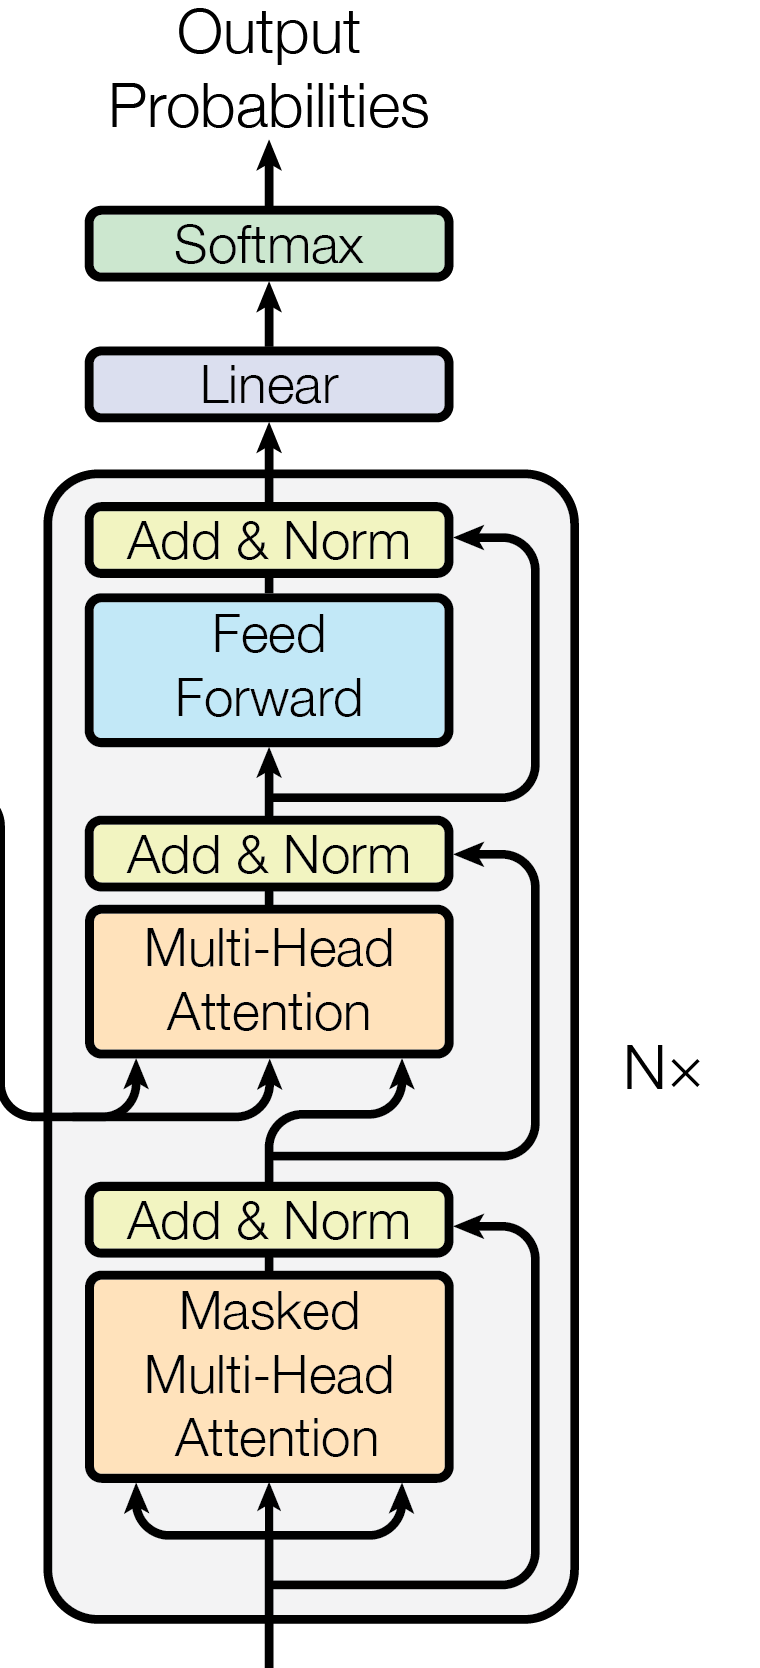 Output
Probabilities
Softmax
Linear
Add & Norm
Feed
Forward
Add & Norm
Multi-Head
Attention
N×
Add & Norm
Masked
Multi-Head
Attention